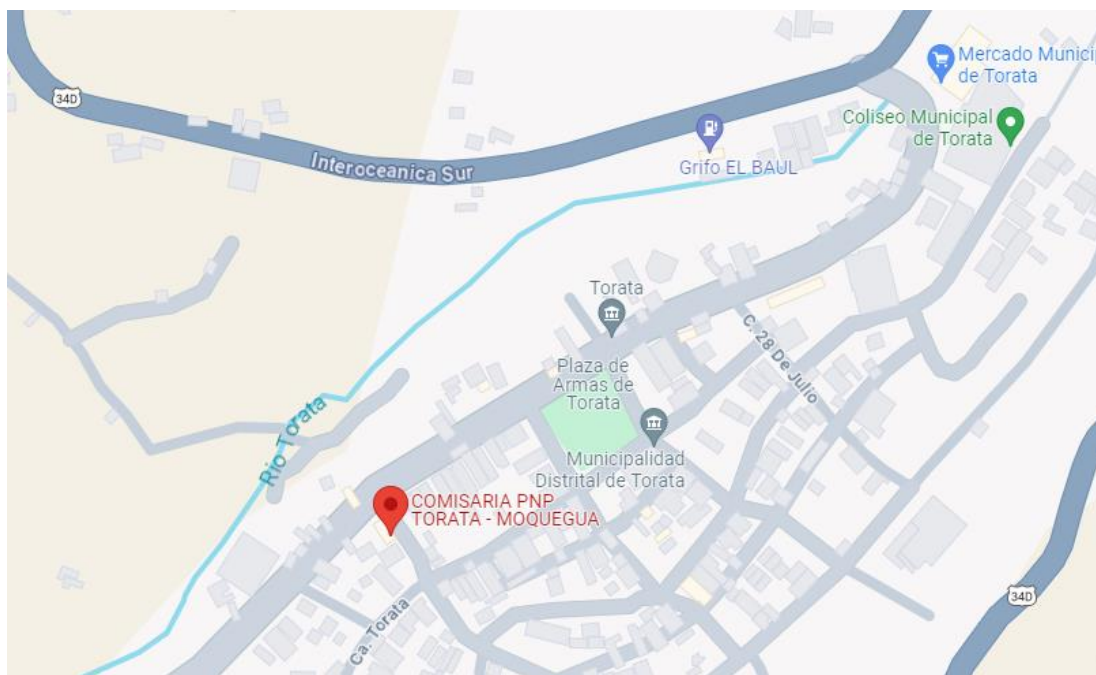 Mercado Munici
de Torata
34D
Coliseo Municipal
de Torata
Interoceanica Sur
Grifo EL BAUL
Torata
C. 28 De Julio
Plaza de
Armas de
Torata
Rio Torata
Municipalidad
Distrital de Torata
COMISARIA PNP
TORATA - MOQUEGUA
34D
Ca. Torata